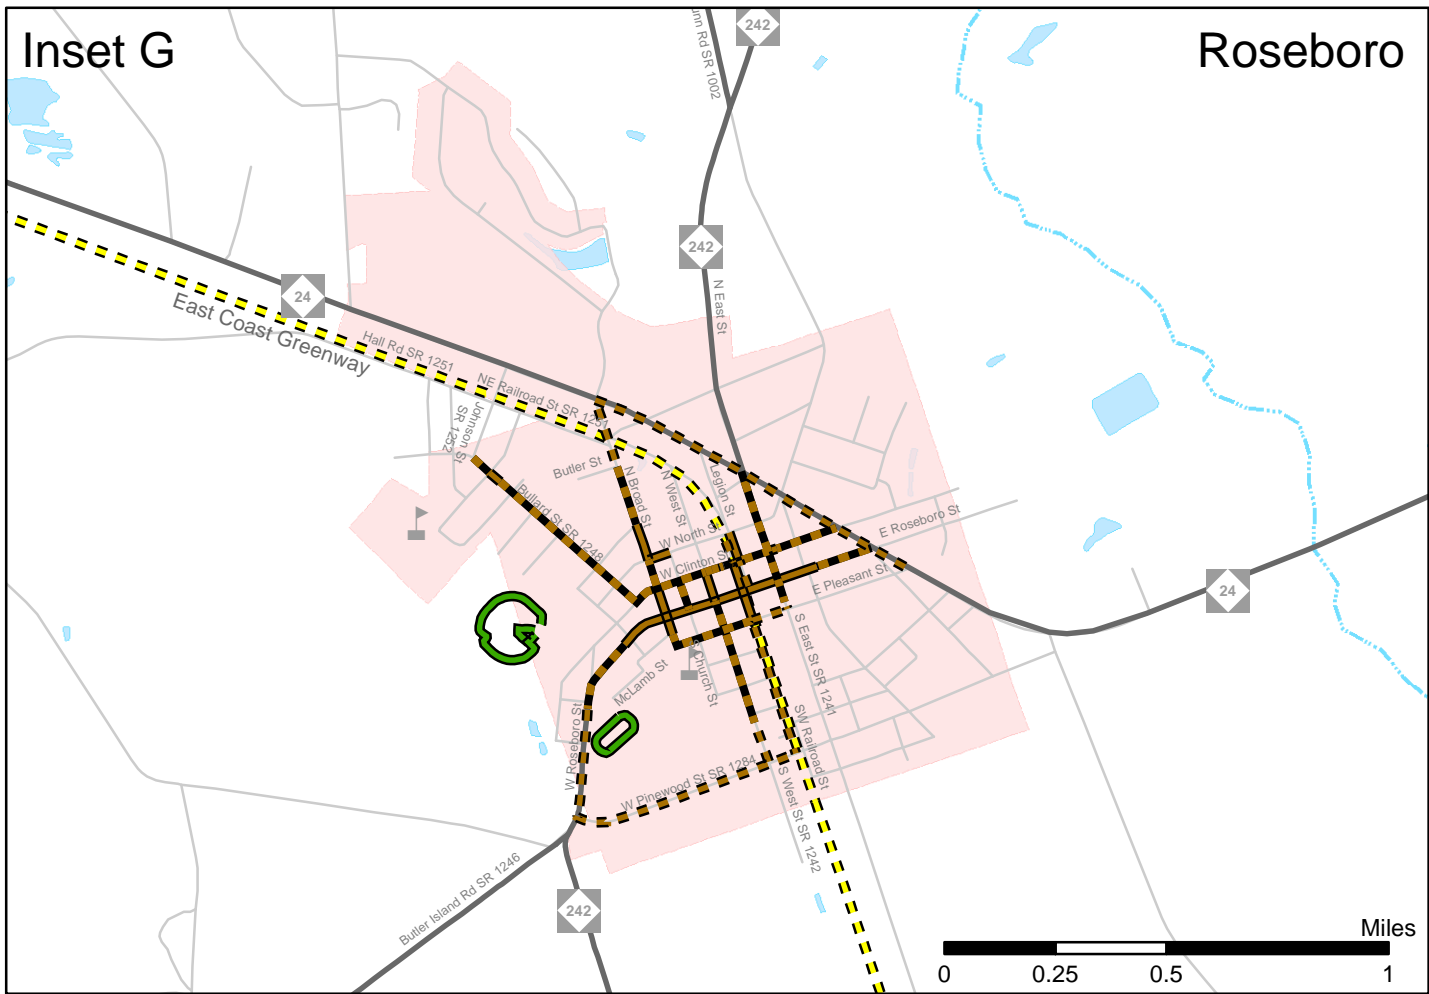 Inset G
Roseboro
242
unn Rd SR 1002
242
N East St
24
East Coast Greenway
Hall Rd SR 1251
NE Railroad St SR 1251
Johnson St
SR 1252
Butler St
N Broad St
N West St
Legion St
Bullard St SR 1248
W North St
W Clinton S
E Roseboro St
E Pleasant St
24
S East St SR 1241
S Church St
McLamb St
W Roseboro St
SW Railroad St
W Pinewood St SR 1284
S West St SR 1242
Butler Island Rd SR 1246
242
Miles
0
0.25
0.5
1